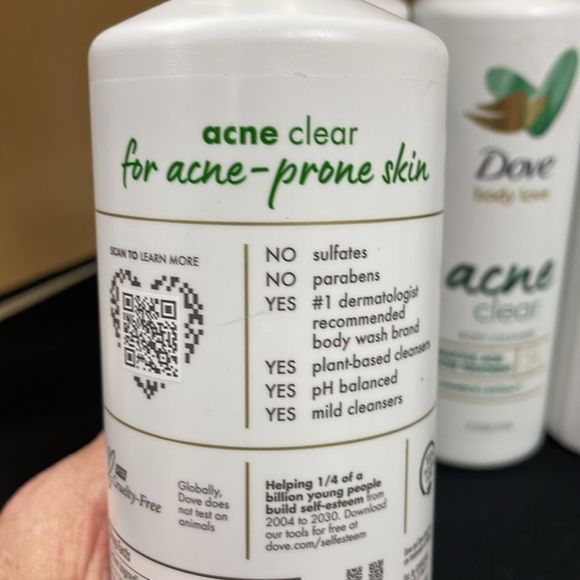 acne clear
for acne-prone skin
SCAN TO LEARN MORE
NO sulfates
NO parabens
YES #1 dermatologist
recommended
body wash brand
YES plant-based cleansers
YES pH balanced
YES mild cleansers
Cruelty-Free
Globally,
Dove does
not test on
animals
Helping 1/4 of a
billion young people
build self-esteem from
2004 to 2030. Download
our tools for free at
dove.com/selfesteem
Dove
body love
acne
clear